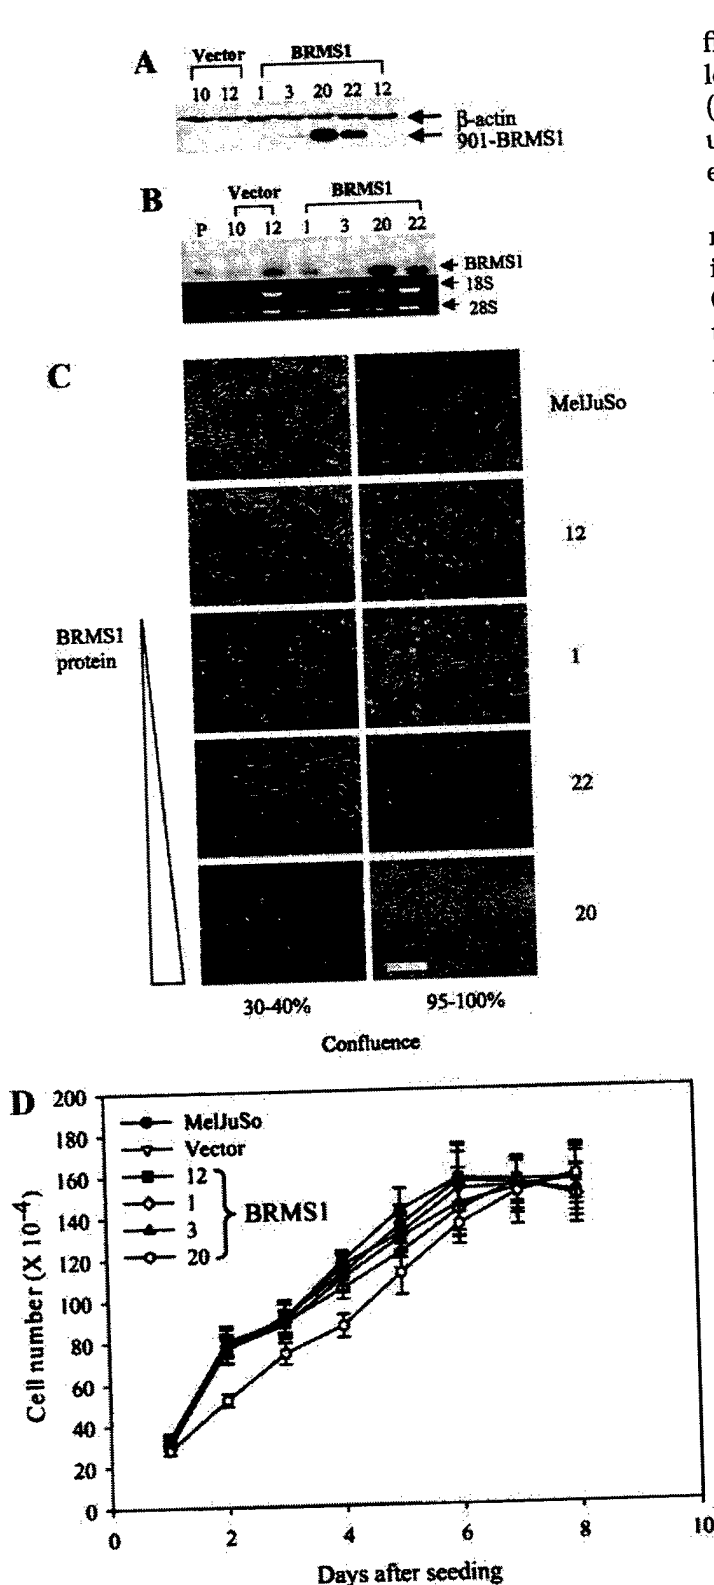 A
Vector BRMS1
10 12 1 3 20 22 12
β-actin
901-BRMS1
B
Vector BRMS1
P 10 12 1 3 20 22
BRMS1
18S
28S
C
MelJuSo
12
BRMS1
protein
1
22
20
30-40% 95-100%
Confluence
D
200
180
160
140
120
100
80
60
40
20
0
Cell number (X 10-4)
MelJuSo
Vector
12
1
3
20
BRMS1
0 2 4 6 8 10
Days after seeding